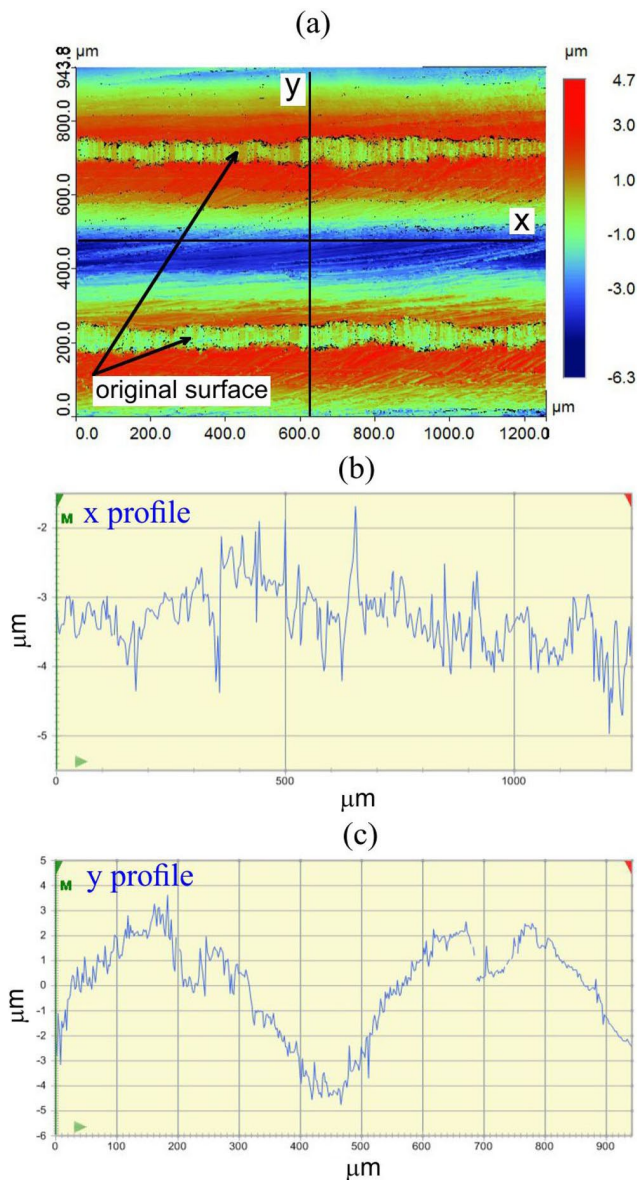 (a)
μm
943.8
800.0
600.0
400.0
200.0
0.0
y
x
original surface
0.0 200.0 400.0 600.0 800.0 1000.0 1200.0
μm
μm
4.7
3.0
1.0
-1.0
-3.0
-6.3
(b)
M x profile
-2
-3
-4
-5
μm
0 500 1000
μm
(c)
M y profile
5
4
3
2
1
0
-1
-2
-3
-4
-5
-6
μm
0 100 200 300 400 500 600 700 800 900
μm